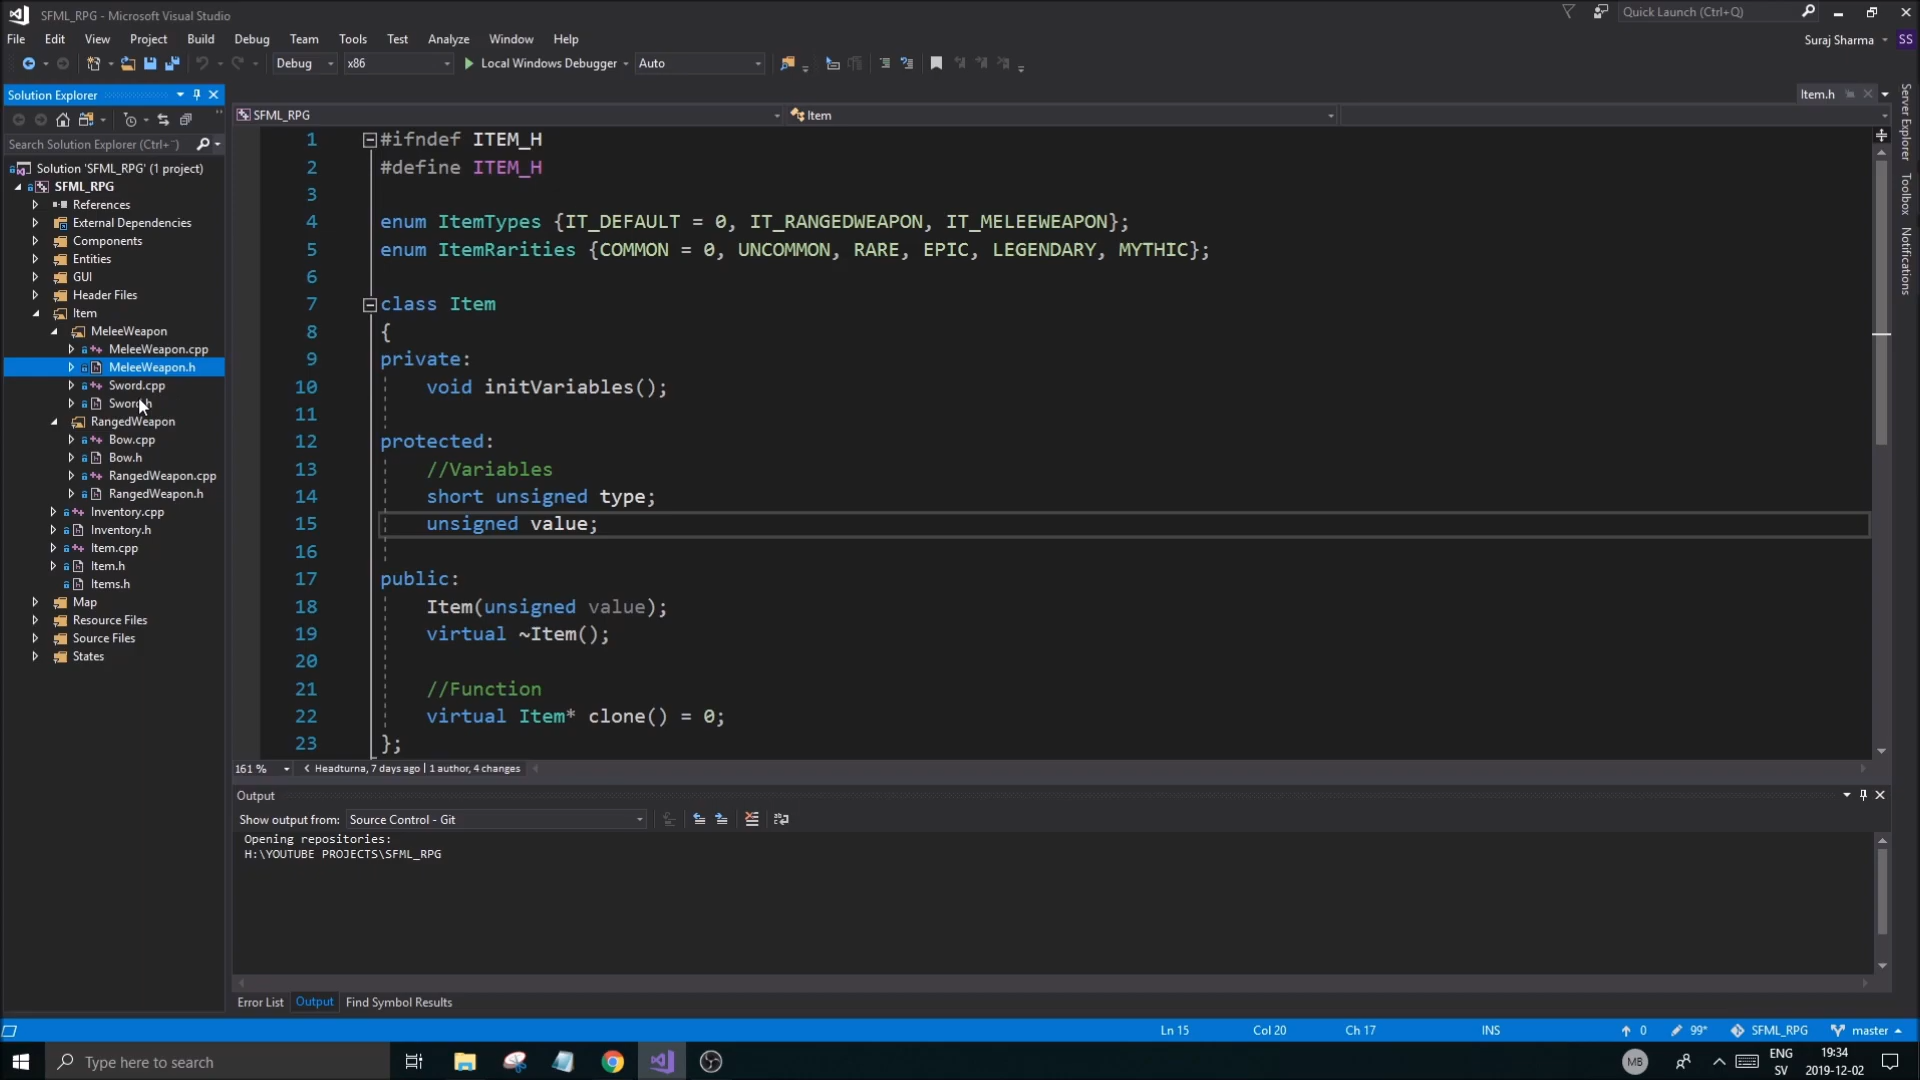 SFML_RPG - Microsoft Visual Studio
Quick Launch (Ctrl+Q)
File Edit View Project Build Debug Team Tools Test Analyze Window Help
Suraj Sharma SS
Debug x86 Local Windows Debugger Auto
Solution Explorer
Item.h
SFML_RPG
Item
Search Solution Explorer (Ctrl+¨)
Solution 'SFML_RPG' (1 project)
SFML_RPG
References
External Dependencies
Components
Entities
GUI
Header Files
Item
MeleeWeapon
MeleeWeapon.cpp
MeleeWeapon.h
Sword.cpp
Sword.h
RangedWeapon
Bow.cpp
Bow.h
RangedWeapon.cpp
RangedWeapon.h
Inventory.cpp
Inventory.h
Item.cpp
Item.h
Items.h
Map
Resource Files
Source Files
States
1 #ifndef ITEM_H
2 #define ITEM_H
3
4 enum ItemTypes {IT_DEFAULT = 0, IT_RANGEDWEAPON, IT_MELEEWEAPON};
5 enum ItemRarities {COMMON = 0, UNCOMMON, RARE, EPIC, LEGENDARY, MYTHIC};
6
7 class Item
8 {
9 private:
10 void initVariables();
11
12 protected:
13 //Variables
14 short unsigned type;
15 unsigned value;
16
17 public:
18 Item(unsigned value);
19 virtual ~Item();
20
21 //Function
22 virtual Item* clone() = 0;
23 };
161 % Headturna, 7 days ago | 1 author, 4 changes
Output
Show output from: Source Control - Git
Opening repositories:
H:\YOUTUBE PROJECTS\SFML_RPG
Error List Output Find Symbol Results
Server Explorer
Toolbox
Notifications
Ln 15 Col 20 Ch 17 INS 0 99* SFML_RPG master
Type here to search
MB
ENG
SV
19:34
2019-12-02